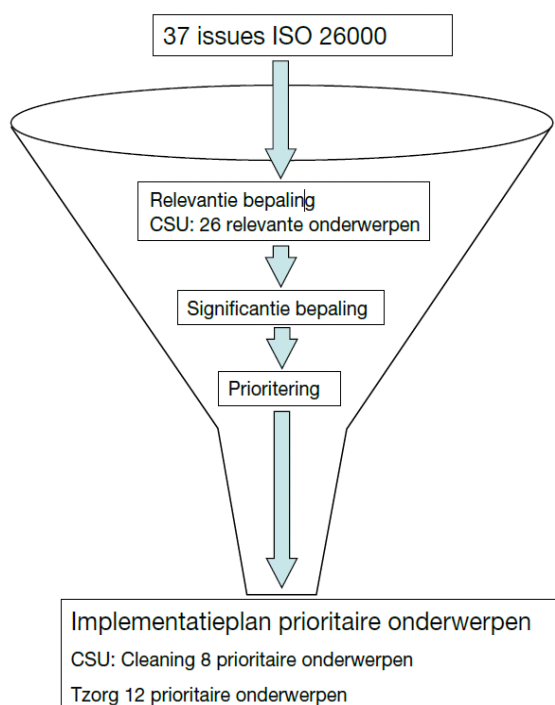 37 issues ISO 26000
Relevantie bepaling
CSU: 26 relevante onderwerpen
Significantie bepaling
Prioritering
Implementatieplan prioritaire onderwerpen
CSU: Cleaning 8 prioritaire onderwerpen
Tzorg 12 prioritaire onderwerpen